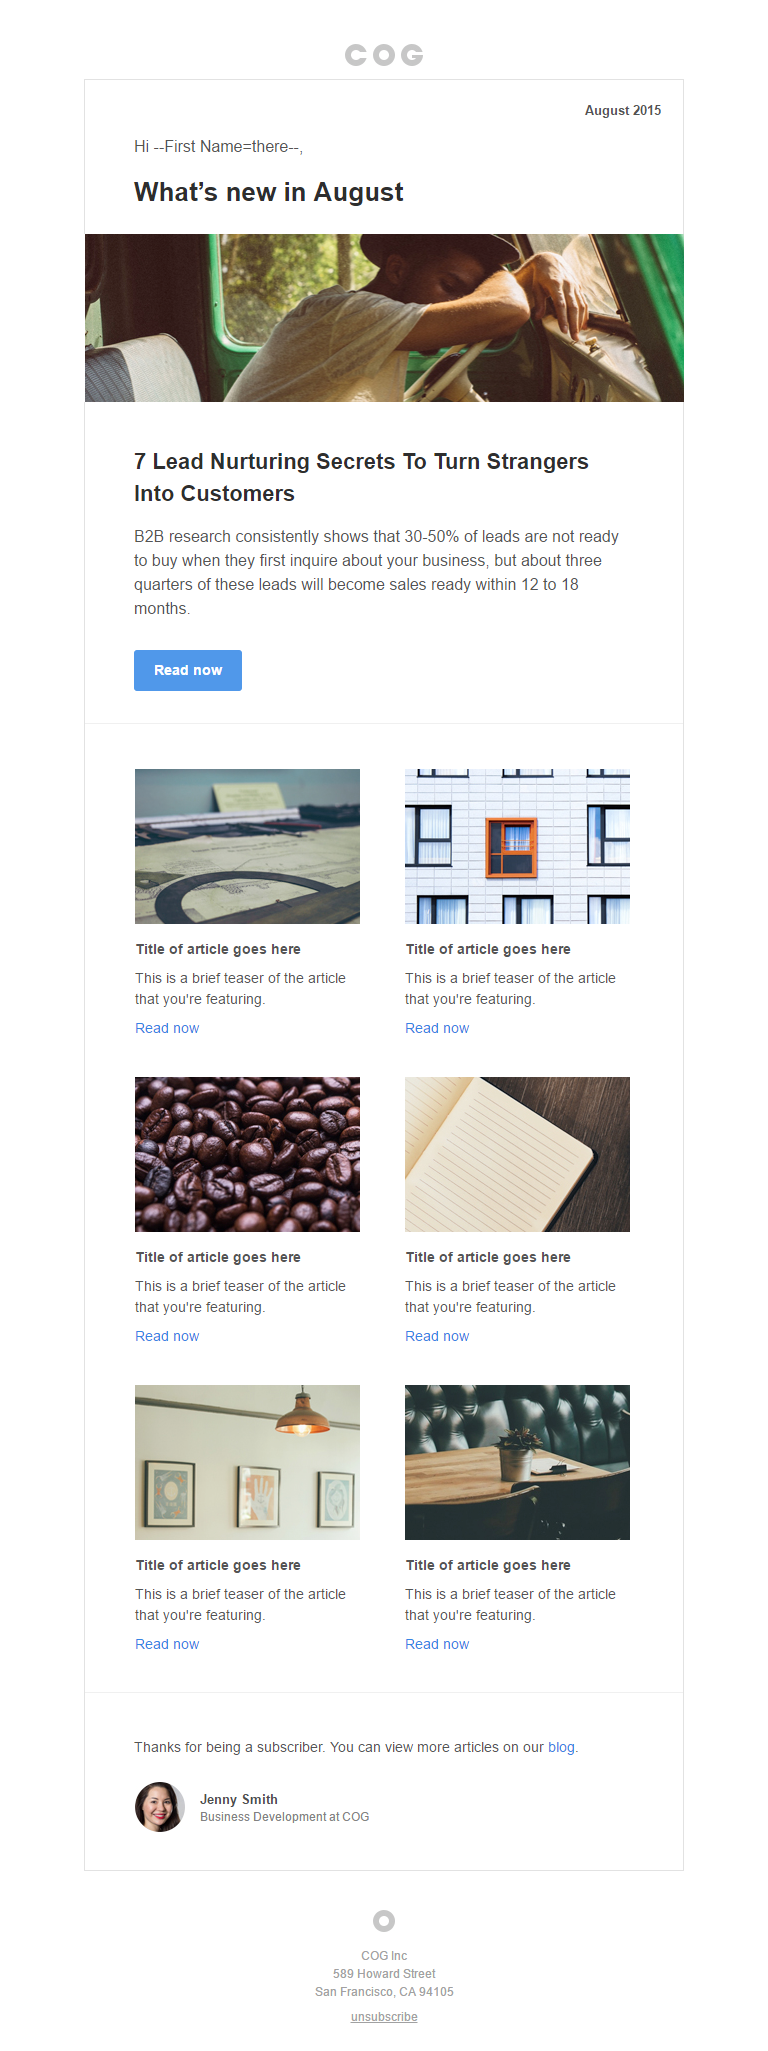 COG
August 2015
Hi --First Name=there--,
What’s new in August
7 Lead Nurturing Secrets To Turn Strangers
Into Customers
B2B research consistently shows that 30-50% of leads are not ready
to buy when they first inquire about your business, but about three
quarters of these leads will become sales ready within 12 to 18
months.
Read now
Title of article goes here
This is a brief teaser of the article
that you're featuring.
Read now
Title of article goes here
This is a brief teaser of the article
that you're featuring.
Read now
Title of article goes here
This is a brief teaser of the article
that you're featuring.
Read now
Title of article goes here
This is a brief teaser of the article
that you're featuring.
Read now
Title of article goes here
This is a brief teaser of the article
that you're featuring.
Read now
Title of article goes here
This is a brief teaser of the article
that you're featuring.
Read now
Thanks for being a subscriber. You can view more articles on our blog.
Jenny Smith
Business Development at COG
COG Inc
589 Howard Street
San Francisco, CA 94105
unsubscribe